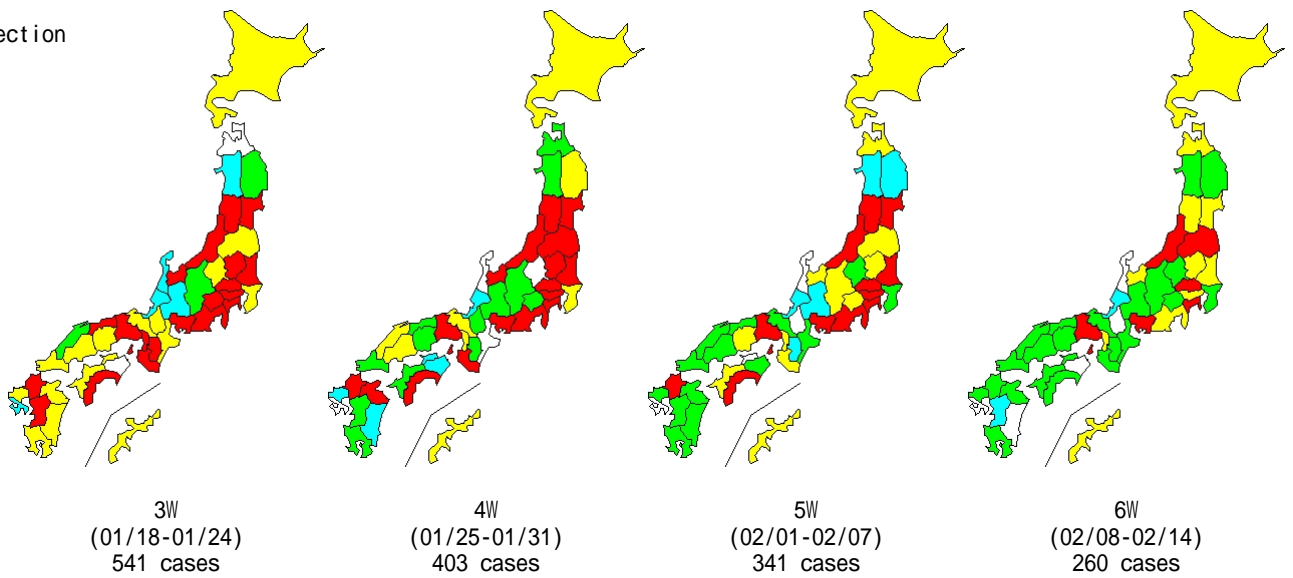 ection
3W
(01/18-01/24)
541 cases
4W
(01/25-01/31)
403 cases
5W
(02/01-02/07)
341 cases
6W
(02/08-02/14)
260 cases